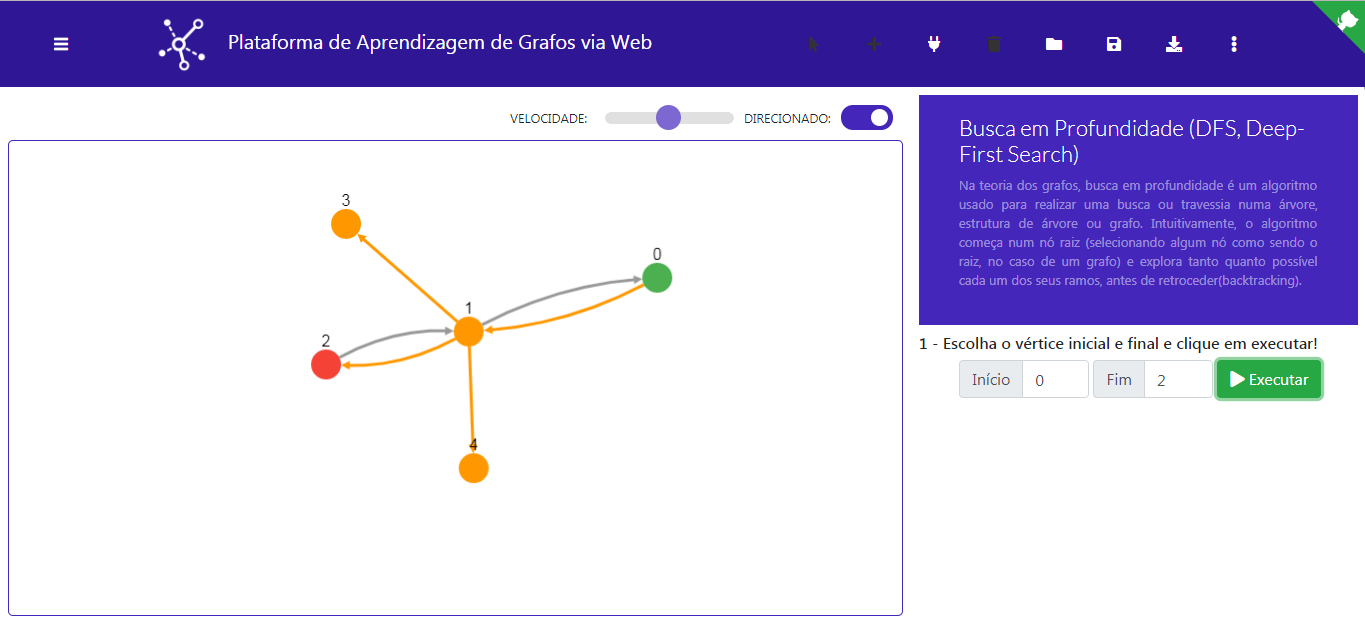 Plataforma de Aprendizagem de Grafos via Web
VELOCIDADE:
DIRECIONADO:
3
0
1
2
4
Busca em Profundidade (DFS, Deep-
First Search)
Na teoria dos grafos, busca em profundidade é um algoritmo
usado para realizar uma busca ou travessia numa árvore,
estrutura de árvore ou grafo. Intuitivamente, o algoritmo
começa num nó raiz (selecionando algum nó como sendo o
raiz, no caso de um grafo) e explora tanto quanto possível
cada um dos seus ramos, antes de retroceder(backtracking).
1 - Escolha o vértice inicial e final e clique em executar!
Início 0 Fim 2 Executar